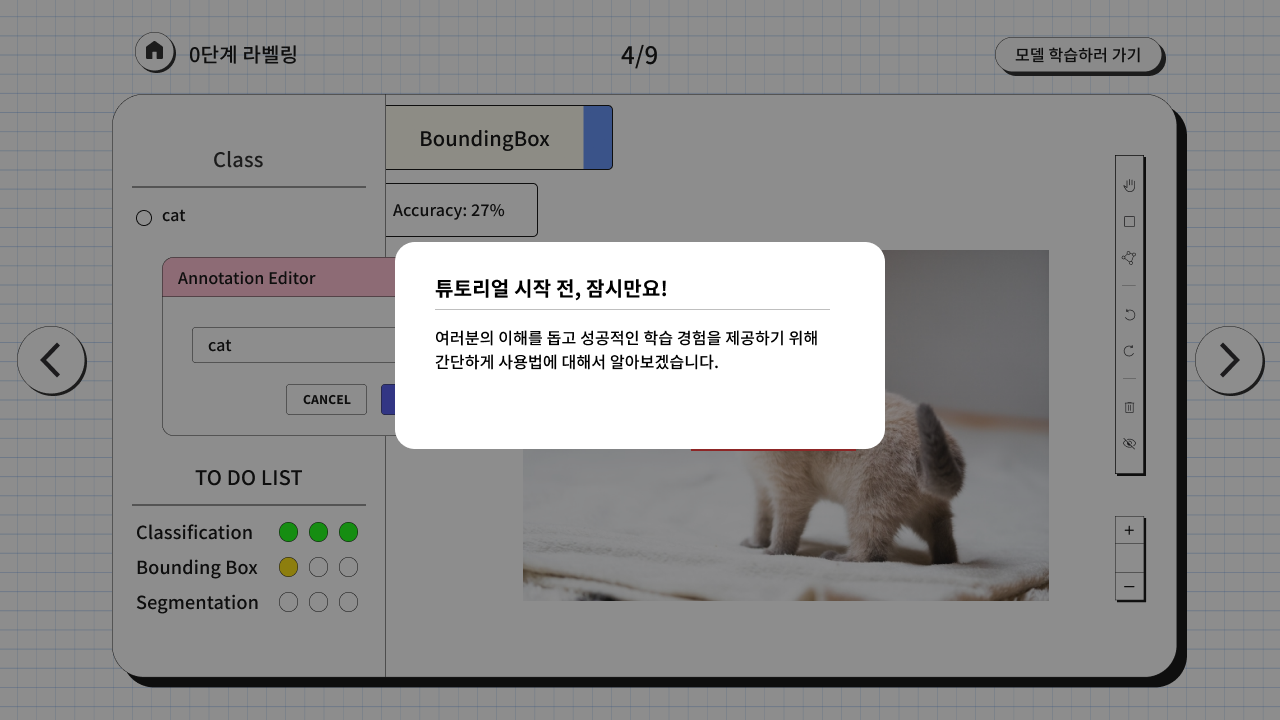 0단계 라벨링
4/9
모델 학습하러 가기
Class
cat
BoundingBox
Accuracy: 27%
Annotation Editor
cat
CANCEL
튜토리얼 시작 전, 잠시만요!
여러분의 이해를 돕고 성공적인 학습 경험을 제공하기 위해
간단하게 사용법에 대해서 알아보겠습니다.
TO DO LIST
Classification
Bounding Box
Segmentation